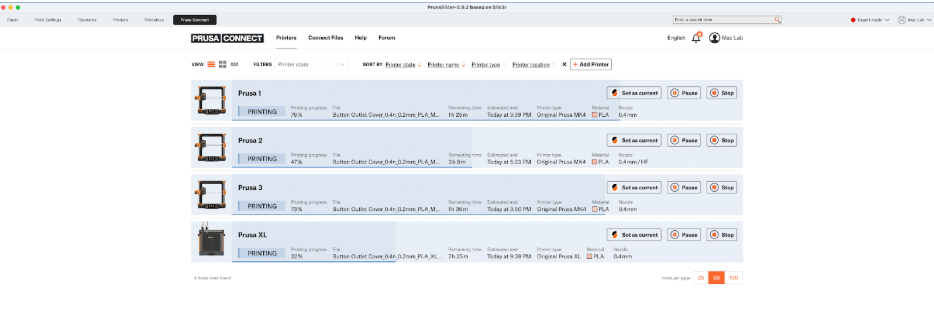 PrusaSlicer-2.9.2 based on Slic3r
Plater Print Settings Filaments Printers Printables Prusa Connect Enter a search term Expert mode Mac Lab
PRUSA CONNECT Printers Connect Files Help Forum English Mac Lab
VIEW FILTERS Printer state SORT BY Printer state Printer name Printer type Printer location X + Add Printer
Prusa 1 Set as current Pause Stop
Printing progress File Remaining time Estimated end Printer type Material Nozzle
PRINTING 76% Button Outlet Cover_0.4n_0.2mm_PLA_M... 1h 25m Today at 3:39 PM Original Prusa MK4 PLA 0.4 mm
Prusa 2 Set as current Pause Stop
Printing progress File Remaining time Estimated end Printer type Material Nozzle
PRINTING 47% Button Outlet Cover_0.4n_0.2mm_PLA_M... 3h 9m Today at 5:23 PM Original Prusa MK4 PLA 0.4 mm / HF
Prusa 3 Set as current Pause Stop
Printing progress File Remaining time Estimated end Printer type Material Nozzle
PRINTING 73% Button Outlet Cover_0.4n_0.2mm_PLA_M... 1h 36m Today at 3:50 PM Original Prusa MK4 PLA 0.4 mm
Prusa XL Set as current Pause Stop
Printing progress File Remaining time Estimated end Printer type Material Nozzle
PRINTING 32% Button Outlet Cover_0.4n_0.2mm_PLA_XL_... 7h 25m Today at 9:39 PM Original Prusa XL PLA 0.4 mm
4 items were found Items per page 25 50 100